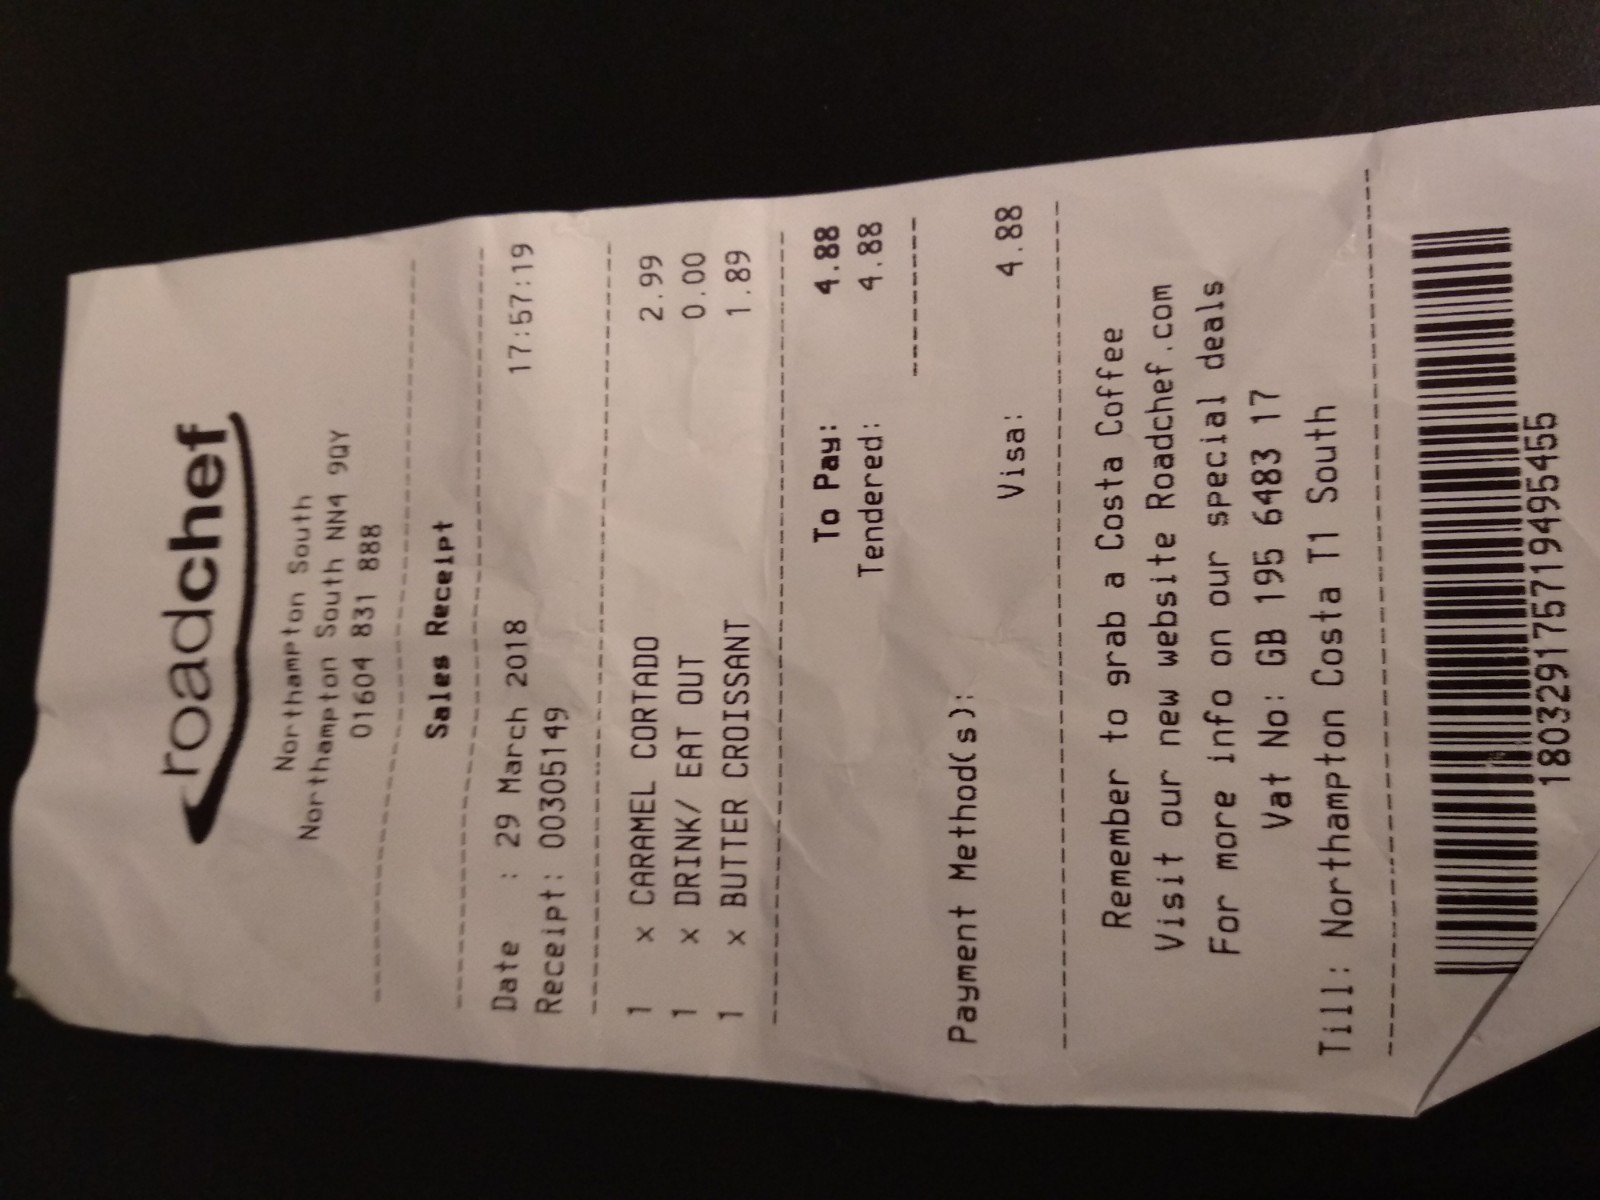 roadchef
Northampton South
Northampton South NN4 9QY
01604 831 888
Sales Receipt
Date : 29 March 2018 17:57:19
Receipt: 00305149
1 x CARAMEL CORTADO 2.99
1 x DRINK/ EAT OUT 0.00
1 x BUTTER CROISSANT 1.89
To Pay: 4.88
Tendered: 4.88
Payment Method(s):
Visa: 4.88
Remember to grab a Costa Coffee
Visit our new website Roadchef.com
For more info on our special deals
Vat No: GB 195 6483 17
Till: Northampton Costa T1 South
180329175719495455